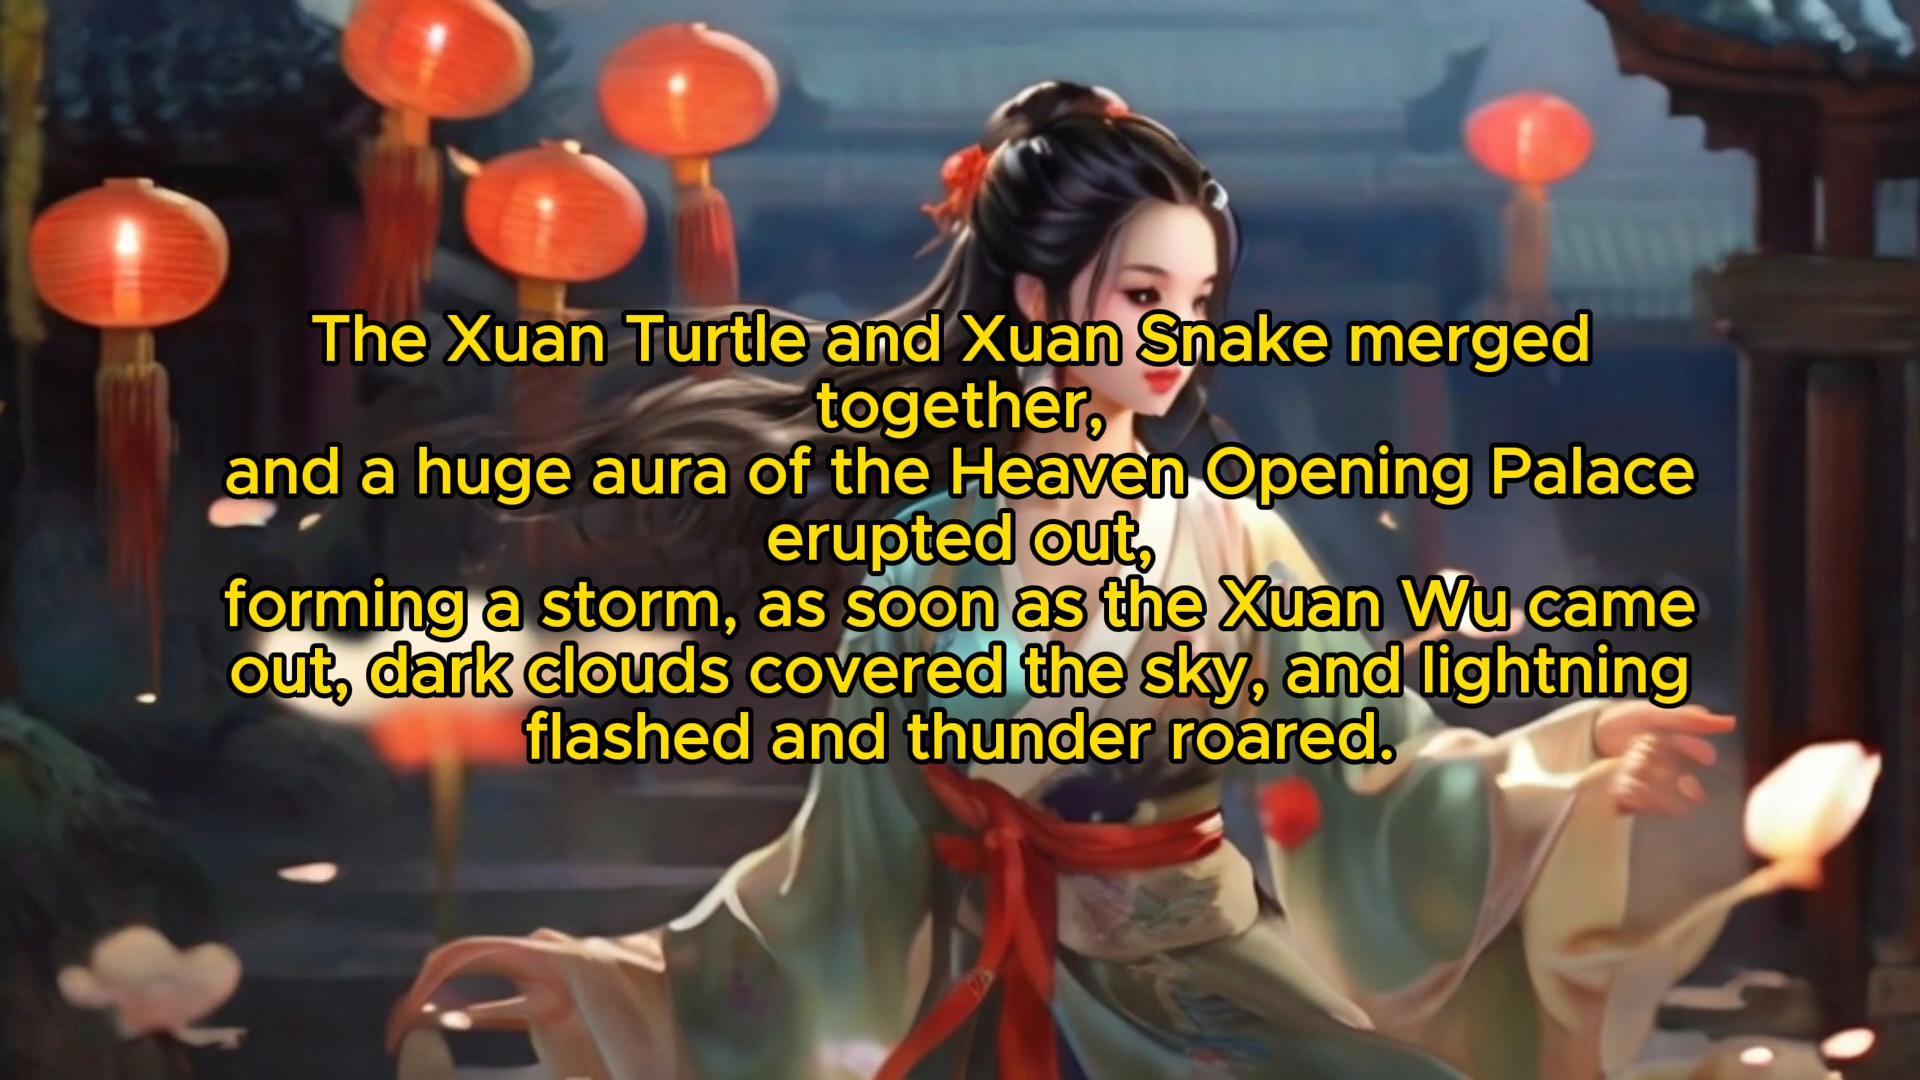 The Xuan Turtle and Xuan Snake merged
together,
and a huge aura of the Heaven Opening Palace
erupted out,
forming a storm, as soon as the Xuan Wu came
out, dark clouds covered the sky, and lightning
flashed and thunder roared.